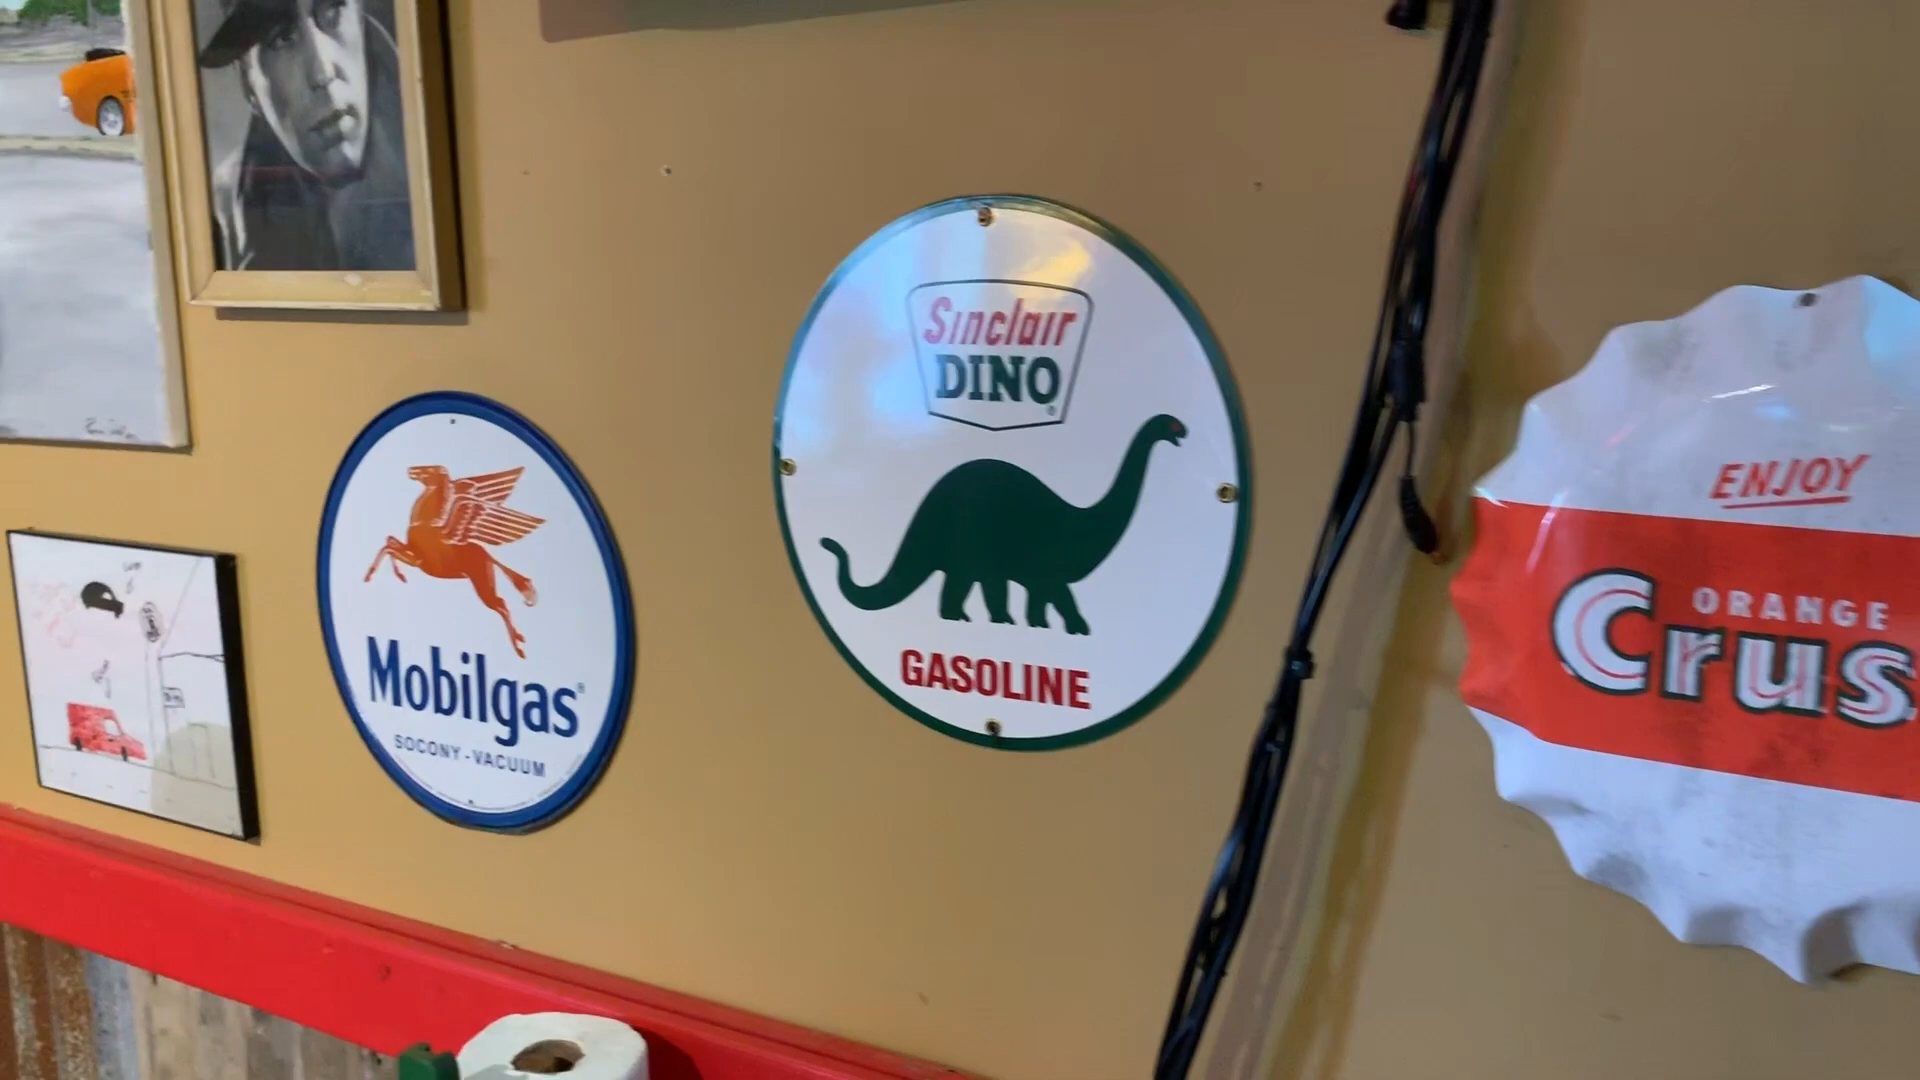 Mobilgas®
SOCONY-VACUUM
Sinclair
DINO®
GASOLINE
ENJOY
ORANGE
Crus